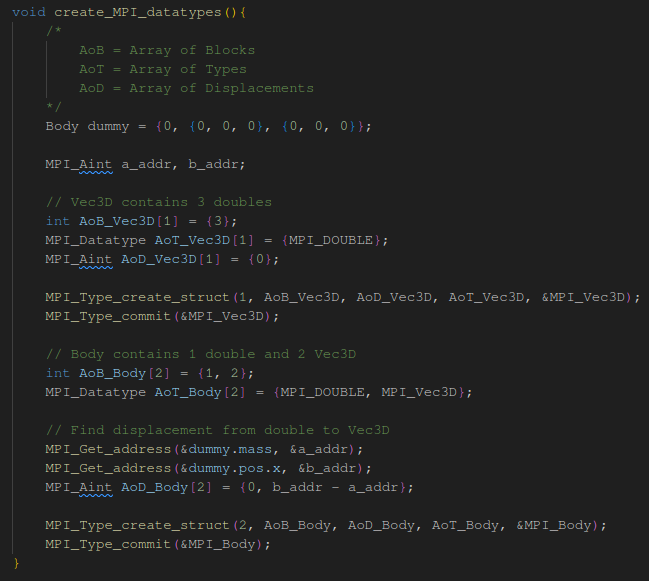 void create_MPI_datatypes(){
/*
AoB = Array of Blocks
AoT = Array of Types
AoD = Array of Displacements
*/
Body dummy = {0, {0, 0, 0}, {0, 0, 0}};
MPI_Aint a_addr, b_addr;
// Vec3D contains 3 doubles
int AoB_Vec3D[1] = {3};
MPI_Datatype AoT_Vec3D[1] = {MPI_DOUBLE};
MPI_Aint AoD_Vec3D[1] = {0};
MPI_Type_create_struct(1, AoB_Vec3D, AoD_Vec3D, AoT_Vec3D, &MPI_Vec3D);
MPI_Type_commit(&MPI_Vec3D);
// Body contains 1 double and 2 Vec3D
int AoB_Body[2] = {1, 2};
MPI_Datatype AoT_Body[2] = {MPI_DOUBLE, MPI_Vec3D};
// Find displacement from double to Vec3D
MPI_Get_address(&dummy.mass, &a_addr);
MPI_Get_address(&dummy.pos.x, &b_addr);
MPI_Aint AoD_Body[2] = {0, b_addr - a_addr};
MPI_Type_create_struct(2, AoB_Body, AoD_Body, AoT_Body, &MPI_Body);
MPI_Type_commit(&MPI_Body);
}